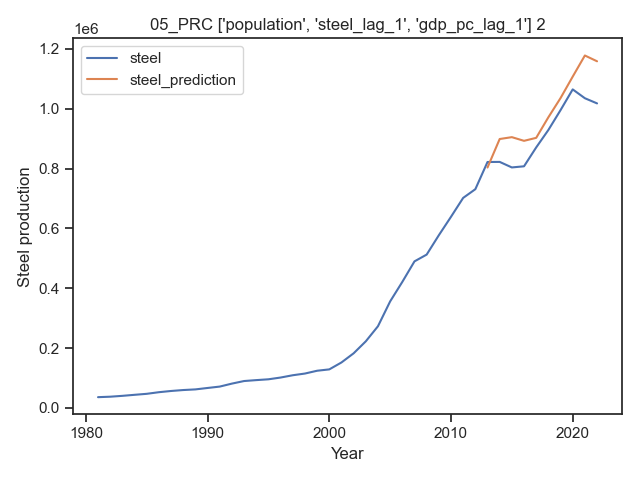 05_PRC ['population', 'steel_lag_1', 'gdp_pc_lag_1'] 2
1e6
steel
steel_prediction
1.2
1.0
0.8
0.6
0.4
0.2
0.0
Steel production
1980
1990
2000
2010
2020
Year